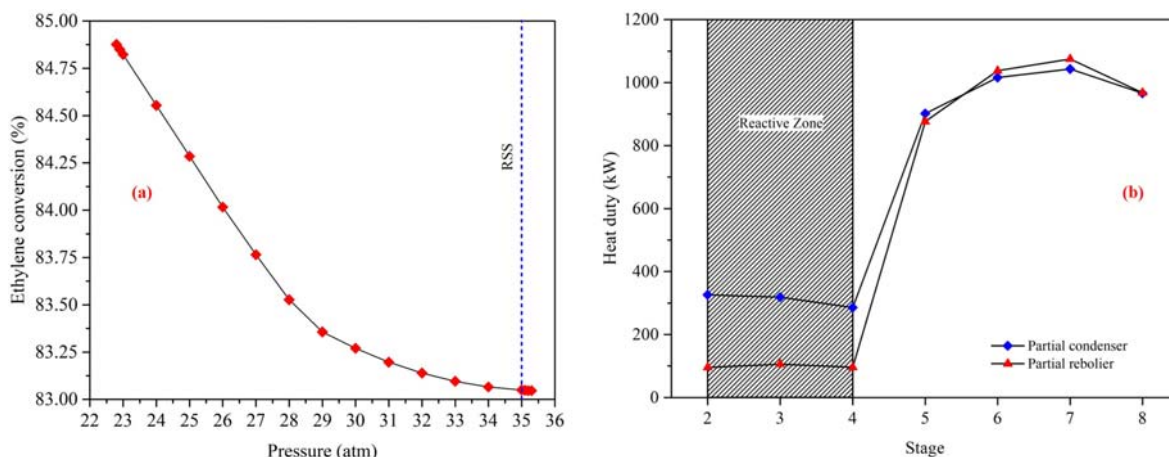 85.00
84.75
84.50
84.25
84.00
83.75
83.50
83.25
83.00
Ethylene conversion (%)
(a)
RSS
22 23 24 25 26 27 28 29 30 31 32 33 34 35 36
Pressure (atm)
1200
1000
800
600
400
200
0
Heat duty (kW)
Reactive Zone
(b)
Partial condenser
Partial rebolier
2 3 4 5 6 7 8
Stage